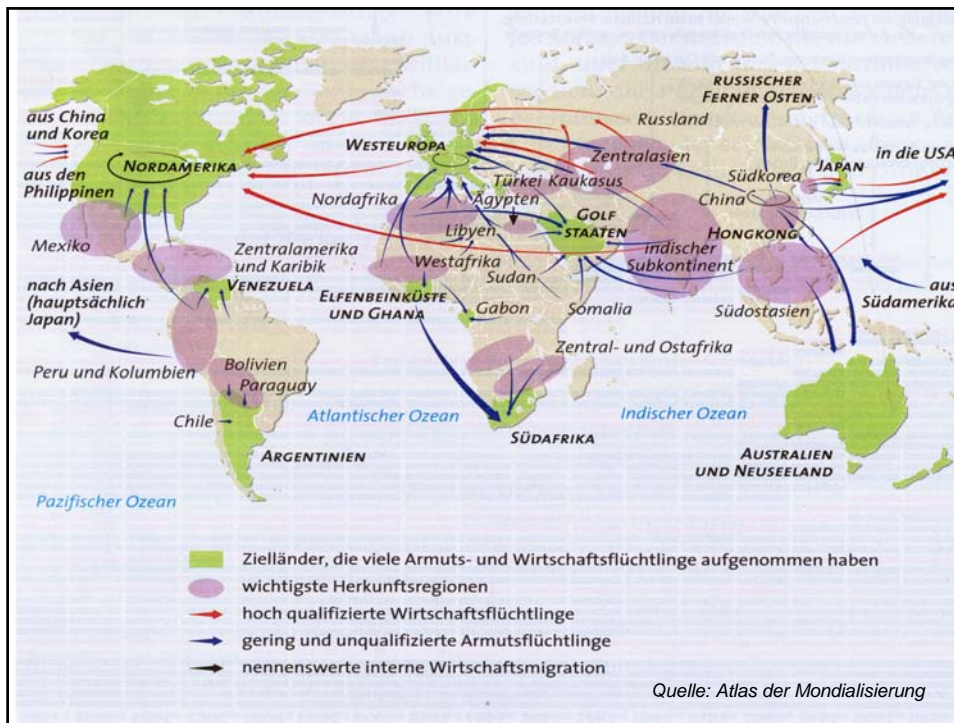 RUSSISCHER
FERNER OSTEN
aus China
und Korea
Russland
WESTEUROPA
Zentralasien
JAPAN
in die USA
NORDAMERIKA
aus den
Philippinen
Südkorea
Türkei Kaukasus
China
Nordafrika
Ägypten
GOLF
STAATEN
HONGKONG
Mexiko
Libyen
indischer
Subkontinent
Zentralamerika
und Karibik
Westafrika
VENEZUELA
Sudan
nach Asien
(hauptsächlich
Japan)
ELFENBEINKÜSTE
UND GHANA
Gabon
Somalia
Südostasien
aus
Südamerika
Zentral- und Ostafrika
Peru und Kolumbien
Bolivien
Paraguay
Atlantischer Ozean
Indischer Ozean
Chile
SÜDAFRIKA
ARGENTINIEN
AUSTRALIEN
UND NEUSEELAND
Pazifischer Ozean
Zielländer, die viele Armuts- und Wirtschaftsflüchtlinge aufgenommen haben
wichtigste Herkunftsregionen
hoch qualifizierte Wirtschaftsflüchtlinge
gering und unqualifizierte Armutsflüchtlinge
nennenswerte interne Wirtschaftsmigration
Quelle: Atlas der Mondialisierung